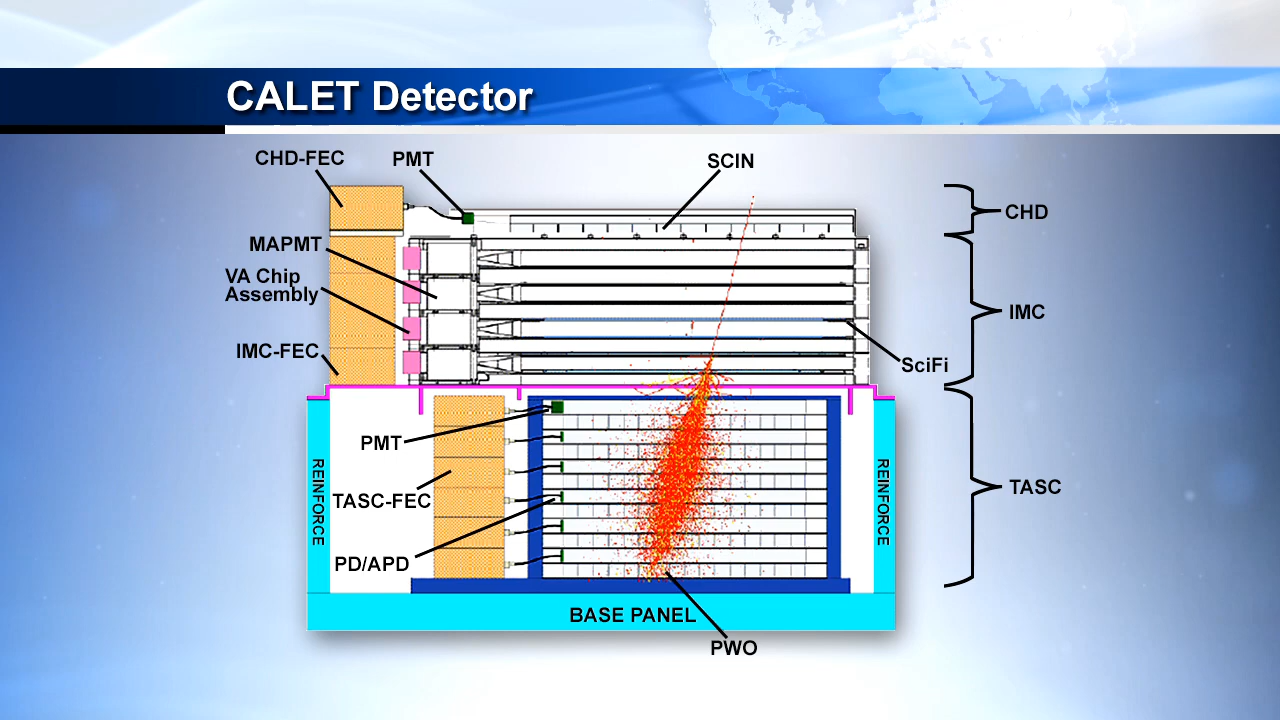 CALET Detector
CHD-FEC
PMT
SCIN
CHD
MAPMT
VA Chip
Assembly
IMC
IMC-FEC
SciFi
PMT
REINFORCE
REINFORCE
TASC-FEC
TASC
PD/APD
BASE PANEL
PWO